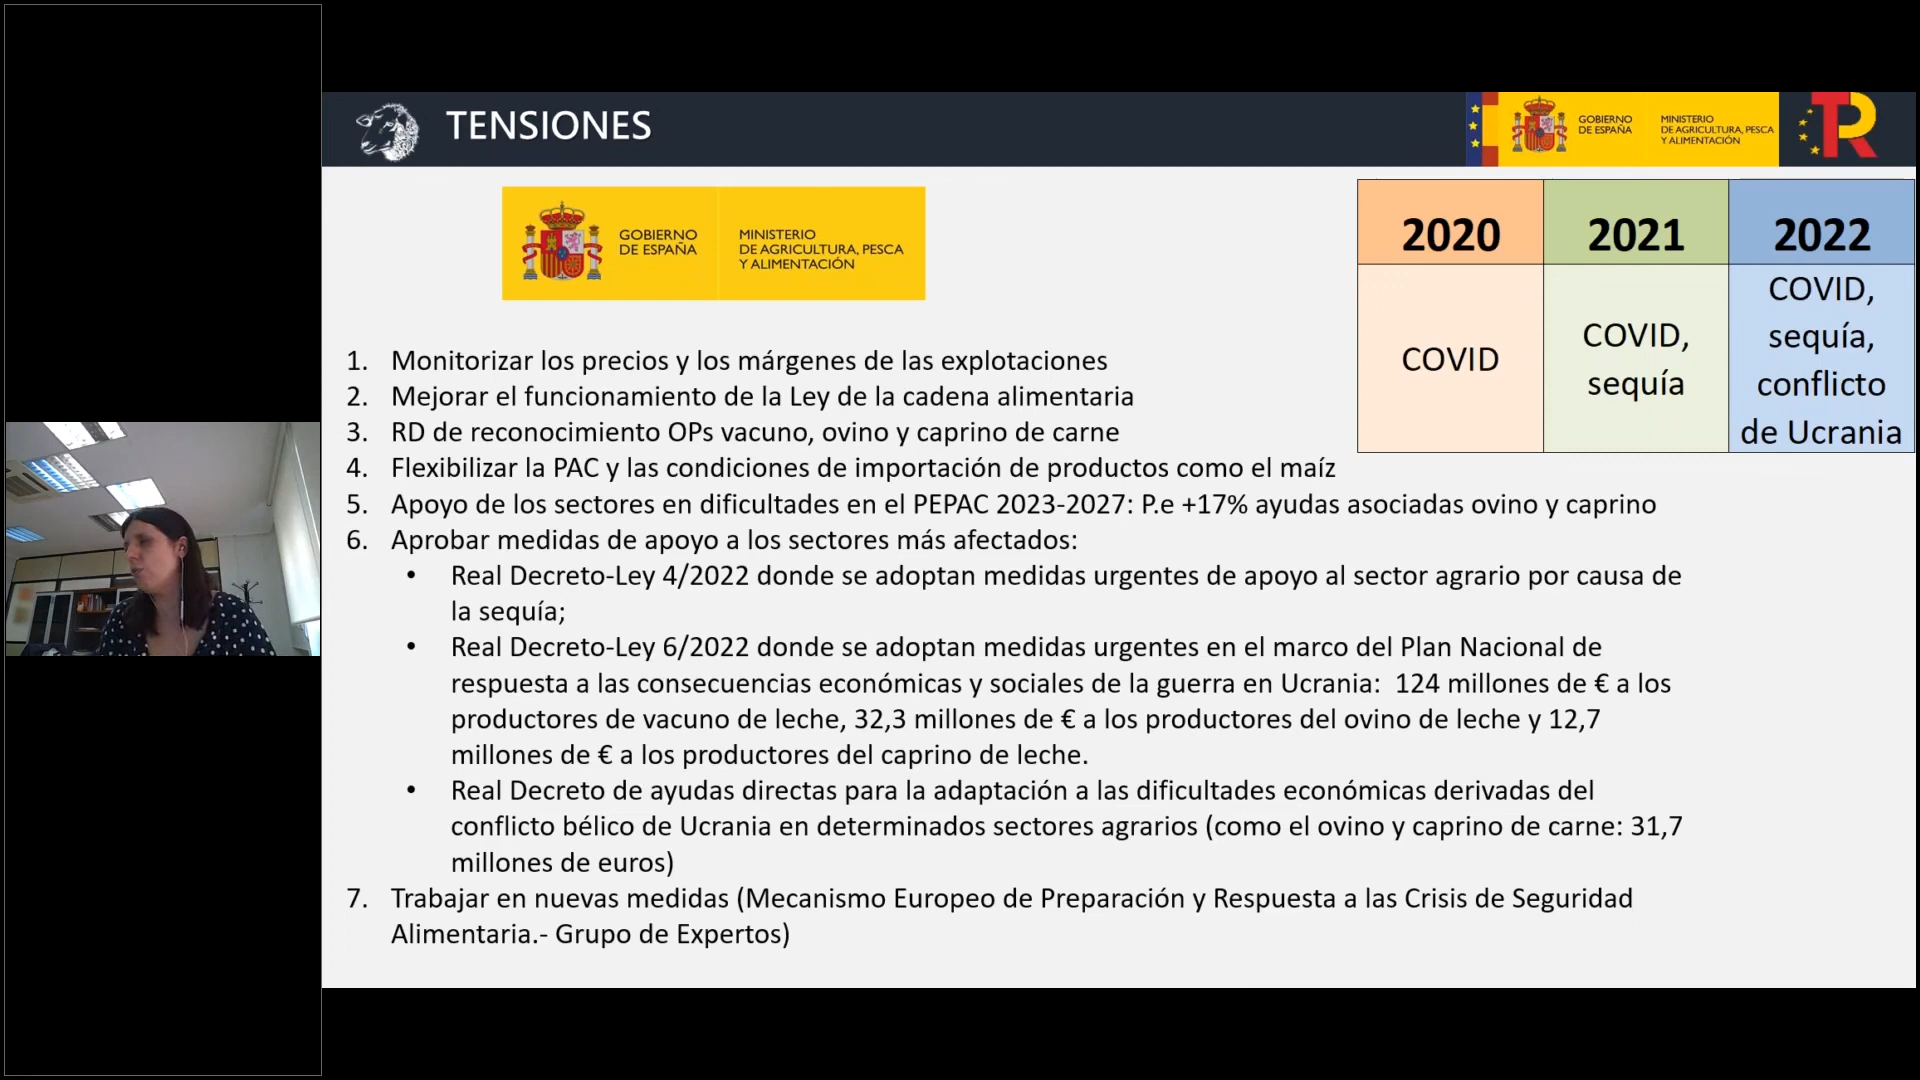 TENSIONES
GOBIERNO
DE ESPAÑA
MINISTERIO
DE AGRICULTURA, PESCA
Y ALIMENTACIÓN
TR
GOBIERNO
DE ESPAÑA
MINISTERIO
DE AGRICULTURA, PESCA
Y ALIMENTACIÓN
2020
2021
2022
COVID
COVID,
sequía
COVID,
sequía,
conflicto
de Ucrania
1. Monitorizar los precios y los márgenes de las explotaciones
2. Mejorar el funcionamiento de la Ley de la cadena alimentaria
3. RD de reconocimiento OPs vacuno, ovino y caprino de carne
4. Flexibilizar la PAC y las condiciones de importación de productos como el maíz
5. Apoyo de los sectores en dificultades en el PEPAC 2023-2027: P.e +17% ayudas asociadas ovino y caprino
6. Aprobar medidas de apoyo a los sectores más afectados:
• Real Decreto-Ley 4/2022 donde se adoptan medidas urgentes de apoyo al sector agrario por causa de
la sequía;
• Real Decreto-Ley 6/2022 donde se adoptan medidas urgentes en el marco del Plan Nacional de
respuesta a las consecuencias económicas y sociales de la guerra en Ucrania: 124 millones de € a los
productores de vacuno de leche, 32,3 millones de € a los productores del ovino de leche y 12,7
millones de € a los productores del caprino de leche.
• Real Decreto de ayudas directas para la adaptación a las dificultades económicas derivadas del
conflicto bélico de Ucrania en determinados sectores agrarios (como el ovino y caprino de carne: 31,7
millones de euros)
7. Trabajar en nuevas medidas (Mecanismo Europeo de Preparación y Respuesta a las Crisis de Seguridad
Alimentaria.- Grupo de Expertos)